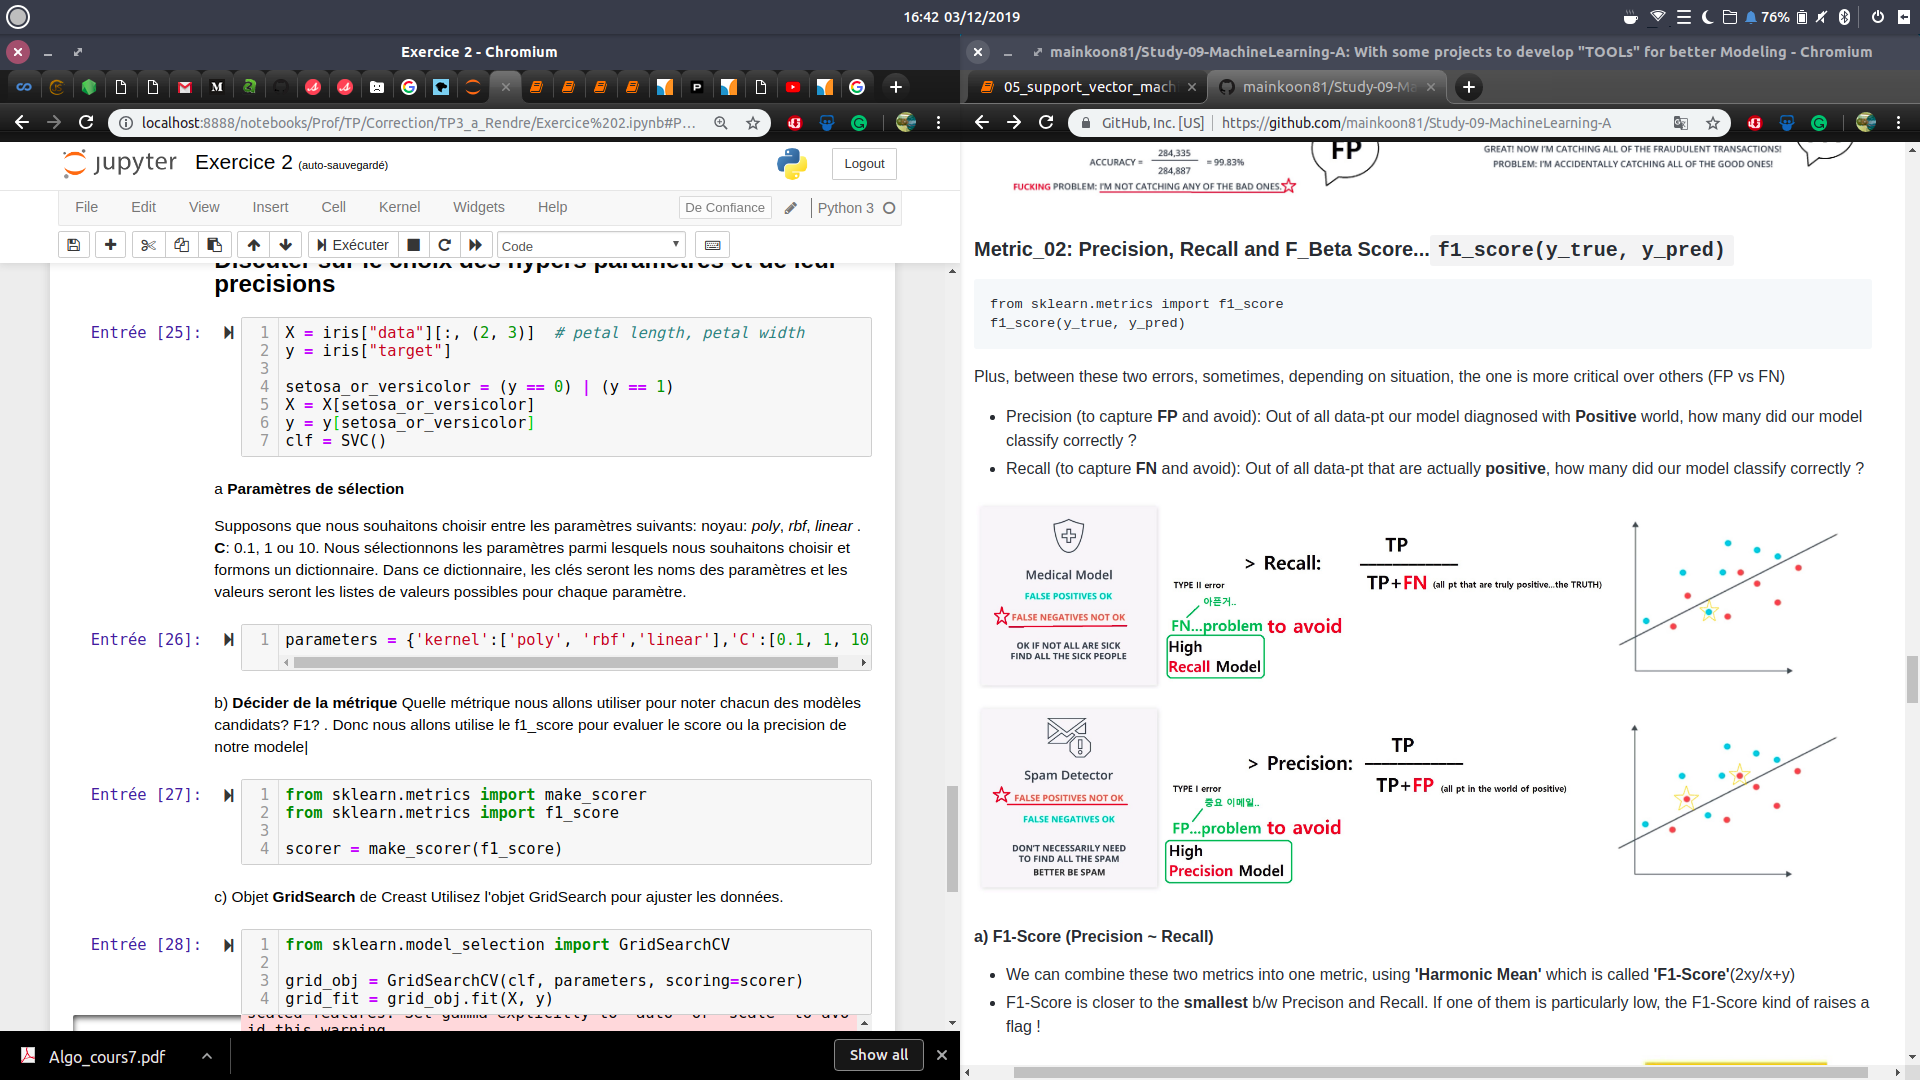 16:42 03/12/2019
76%
Exercice 2 - Chromium
localhost:8888/notebooks/Prof/TP/Correction/TP3_a_Rendre/Exercice%202.ipynb#P...
jupyter Exercice 2 (auto-sauvegardé)
Logout
File Edit View Insert Cell Kernel Widgets Help
De Confiance
Python 3
Exécuter
Code
Discuter sur le choix des hypers parametres et de leur
precisions
Entrée [25]:
1 X = iris["data"][:, (2, 3)]  # petal length, petal width
2 y = iris["target"]
3
4 setosa_or_versicolor = (y == 0) | (y == 1)
5 X = X[setosa_or_versicolor]
6 y = y[setosa_or_versicolor]
7 clf = SVC()
a Paramètres de sélection
Supposons que nous souhaitons choisir entre les paramètres suivants: noyau: poly, rbf, linear .
C: 0.1, 1 ou 10. Nous sélectionnons les paramètres parmi lesquels nous souhaitons choisir et
formons un dictionnaire. Dans ce dictionnaire, les clés seront les noms des paramètres et les
valeurs seront les listes de valeurs possibles pour chaque paramètre.
Entrée [26]:
1 parameters = {'kernel':['poly', 'rbf','linear'],'C':[0.1, 1, 10
b) Décider de la métrique Quelle métrique nous allons utiliser pour noter chacun des modèles
candidats? F1? . Donc nous allons utilise le f1_score pour evaluer le score ou la precision de
notre modele
Entrée [27]:
1 from sklearn.metrics import make_scorer
2 from sklearn.metrics import f1_score
3
4 scorer = make_scorer(f1_score)
c) Objet GridSearch de Creast Utilisez l'objet GridSearch pour ajuster les données.
Entrée [28]:
1 from sklearn.model_selection import GridSearchCV
2
3 grid_obj = GridSearchCV(clf, parameters, scoring=scorer)
4 grid_fit = grid_obj.fit(X, y)
scaled features. Set gamma explicitly to 'auto' or 'scale' to avo
id this warning
Algo_cours7.pdf
Show all
mainkoon81/Study-09-MachineLearning-A: With some projects to develop "TOOLs" for better Modeling - Chromium
05_support_vector_mach
mainkoon81/Study-09-Ma
GitHub, Inc. [US] | https://github.com/mainkoon81/Study-09-MachineLearning-A
ACCURACY = 284,335 / 284,887 = 99.83%
FUCKING PROBLEM: I'M NOT CATCHING ANY OF THE BAD ONES.
FP
GREAT! NOW I'M CATCHING ALL OF THE FRAUDULENT TRANSACTIONS!
PROBLEM: I'M ACCIDENTALLY CATCHING ALL OF THE GOOD ONES!
Metric_02: Precision, Recall and F_Beta Score... f1_score(y_true, y_pred)
from sklearn.metrics import f1_score
f1_score(y_true, y_pred)
Plus, between these two errors, sometimes, depending on situation, the one is more critical over others (FP vs FN)
Precision (to capture FP and avoid): Out of all data-pt our model diagnosed with Positive world, how many did our model
classify correctly ?
Recall (to capture FN and avoid): Out of all data-pt that are actually positive, how many did our model classify correctly ?
Medical Model
FALSE POSITIVES OK
FALSE NEGATIVES NOT OK
OK IF NOT ALL ARE SICK
FIND ALL THE SICK PEOPLE
> Recall:
TP
TP+FN (all pt that are truly positive...the TRUTH)
TYPE II error
아픈거..
FN...problem to avoid
High
Recall Model
Spam Detector
FALSE POSITIVES NOT OK
FALSE NEGATIVES OK
DON'T NECESSARILY NEED
TO FIND ALL THE SPAM
BETTER BE SPAM
> Precision:
TP
TP+FP (all pt in the world of positive)
TYPE I error
중요 이메일..
FP...problem to avoid
High
Precision Model
a) F1-Score (Precision ~ Recall)
We can combine these two metrics into one metric, using 'Harmonic Mean' which is called 'F1-Score'(2xy/x+y)
F1-Score is closer to the smallest b/w Precison and Recall. If one of them is particularly low, the F1-Score kind of raises a
flag !